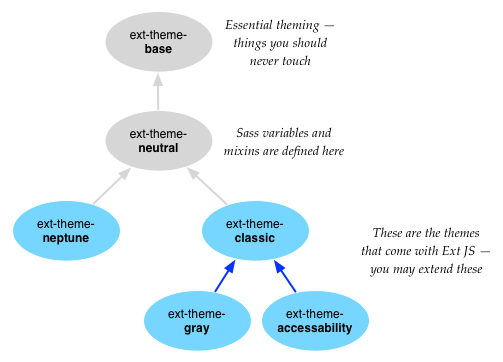 ext-theme-
base
Essential theming —
things you should
never touch
ext-theme-
neutral
Sass variables and
mixins are defined here
ext-theme-
neptune
ext-theme-
classic
These are the themes
that come with Ext JS —
you may extend these
ext-theme-
gray
ext-theme-
accessability